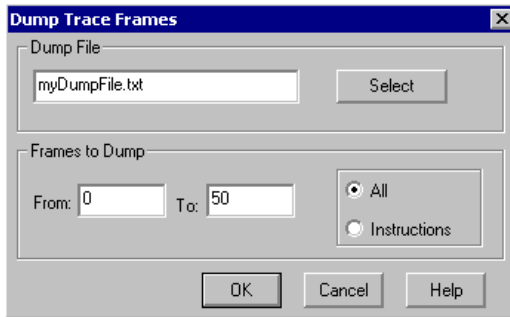 Dump Trace Frames
Dump File
myDumpFile.txt
Select
Frames to Dump
From: 0 To: 50
All
Instructions
OK Cancel Help